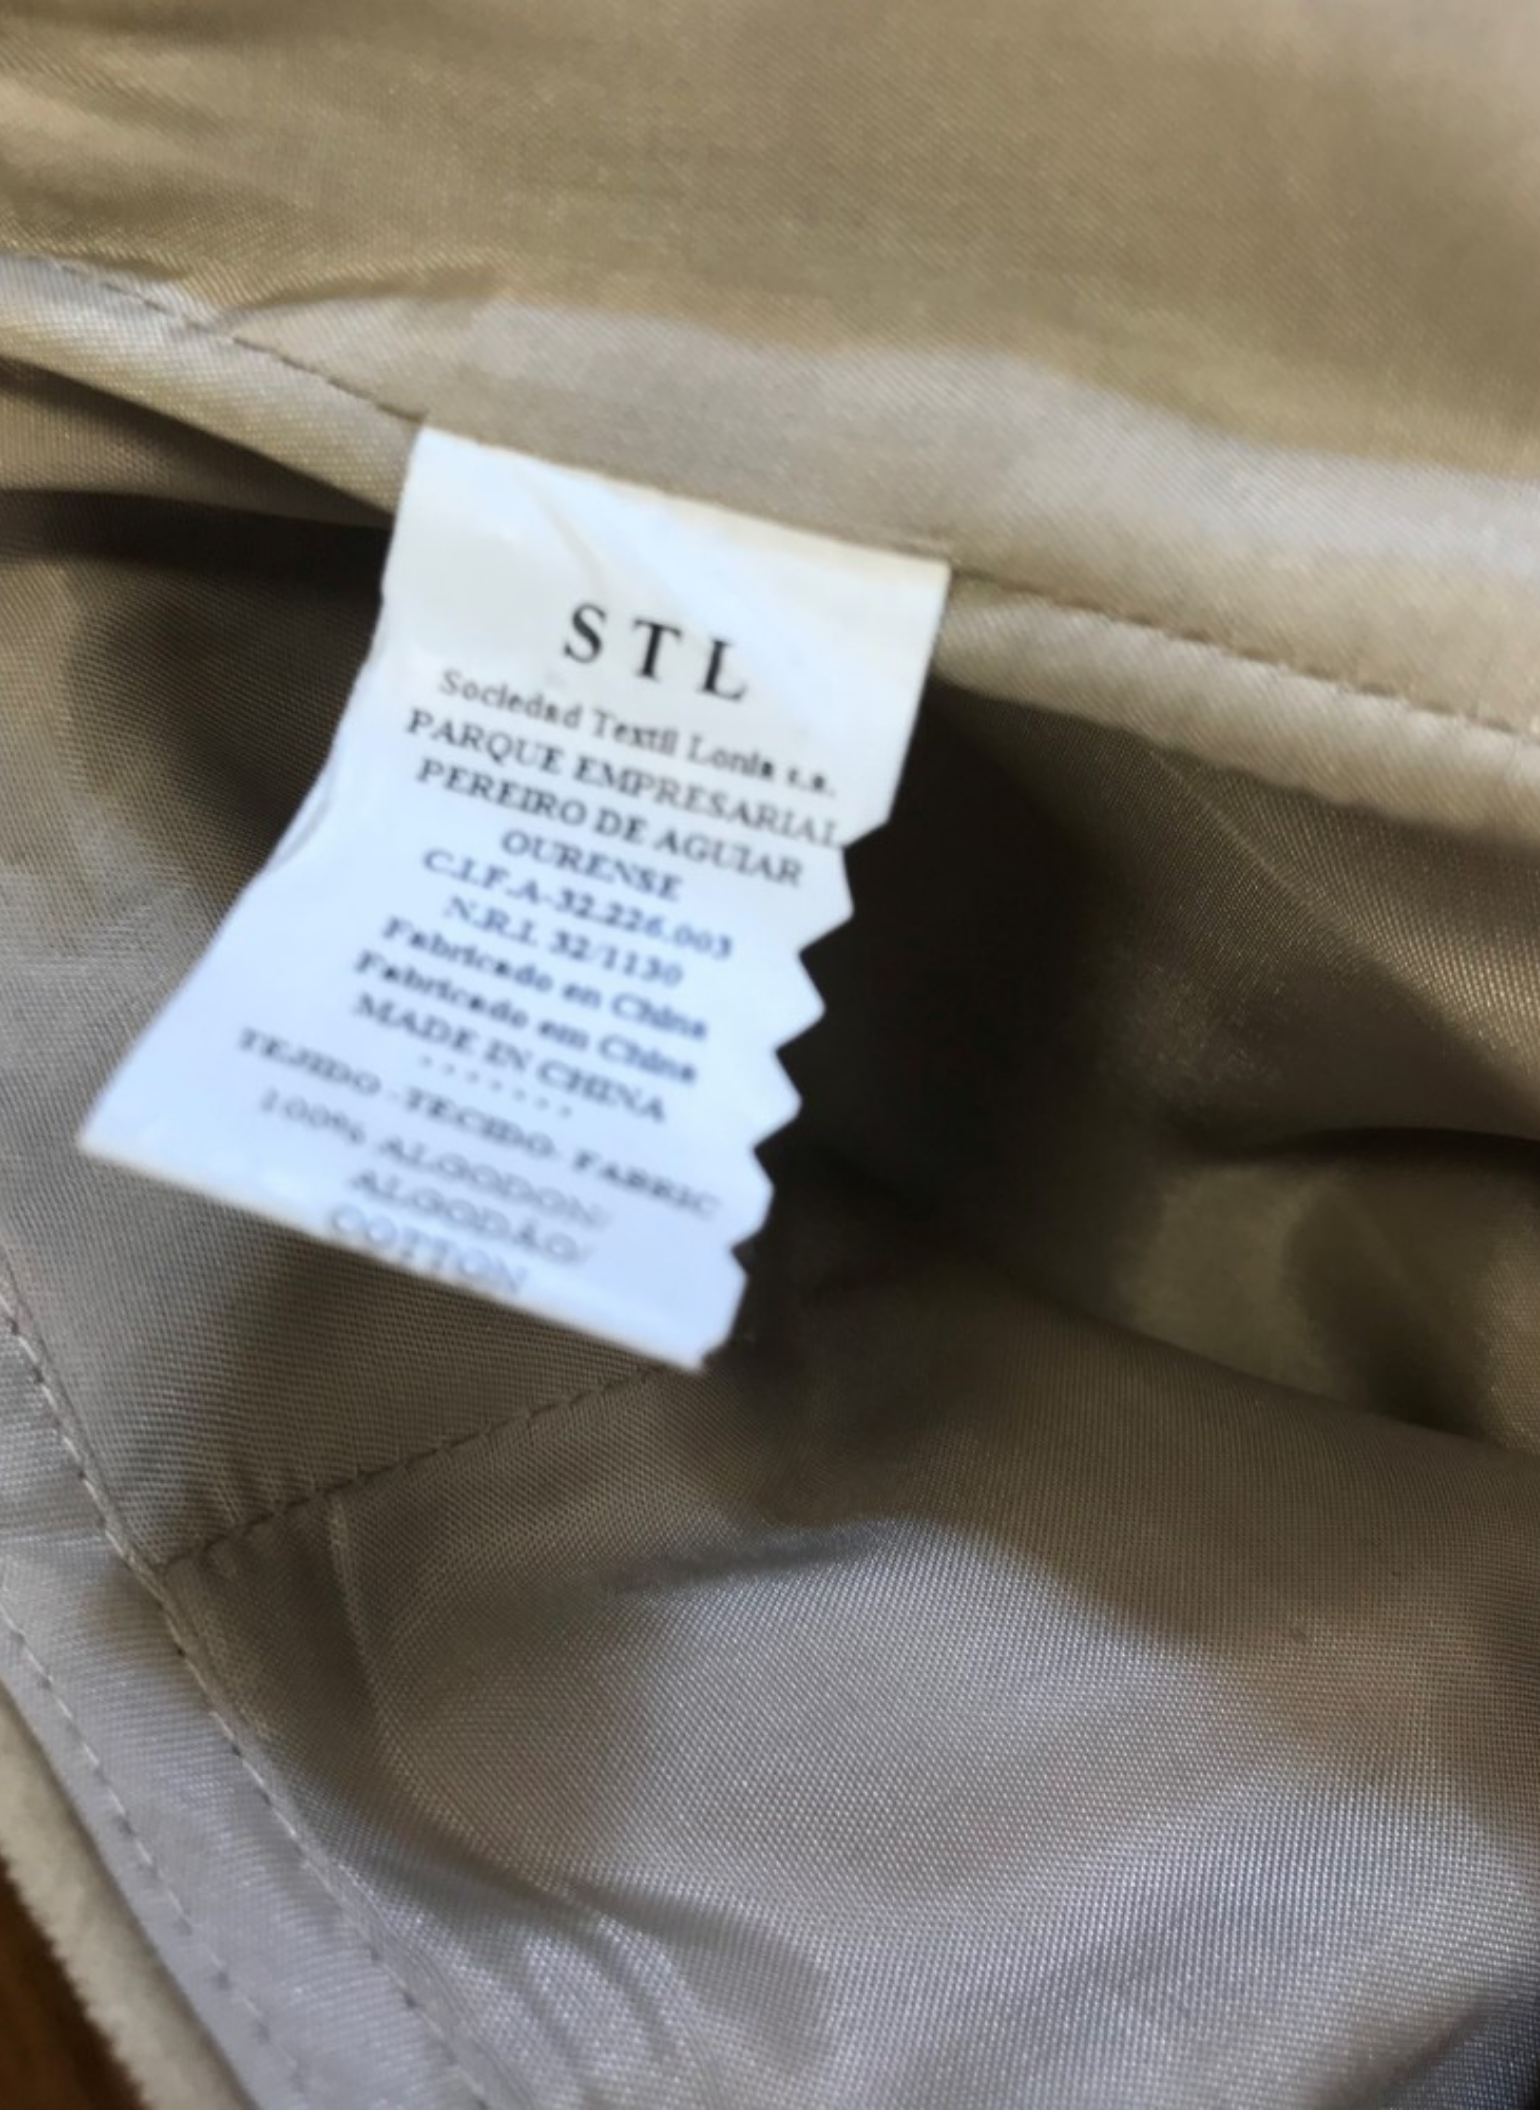 STL
Sociedad Textil Lonia s.a.
PARQUE EMPRESARIAL
PEREIRO DE AGUIAR
OURENSE
C.I.F.A-32.226.003
N.R.I. 32/1130
Fabricado en China
Fabricado em China
MADE IN CHINA
.......
TEJIDO -TECIDO- FABRIC
100% ALGODON/
ALGODÃO/
COTTON